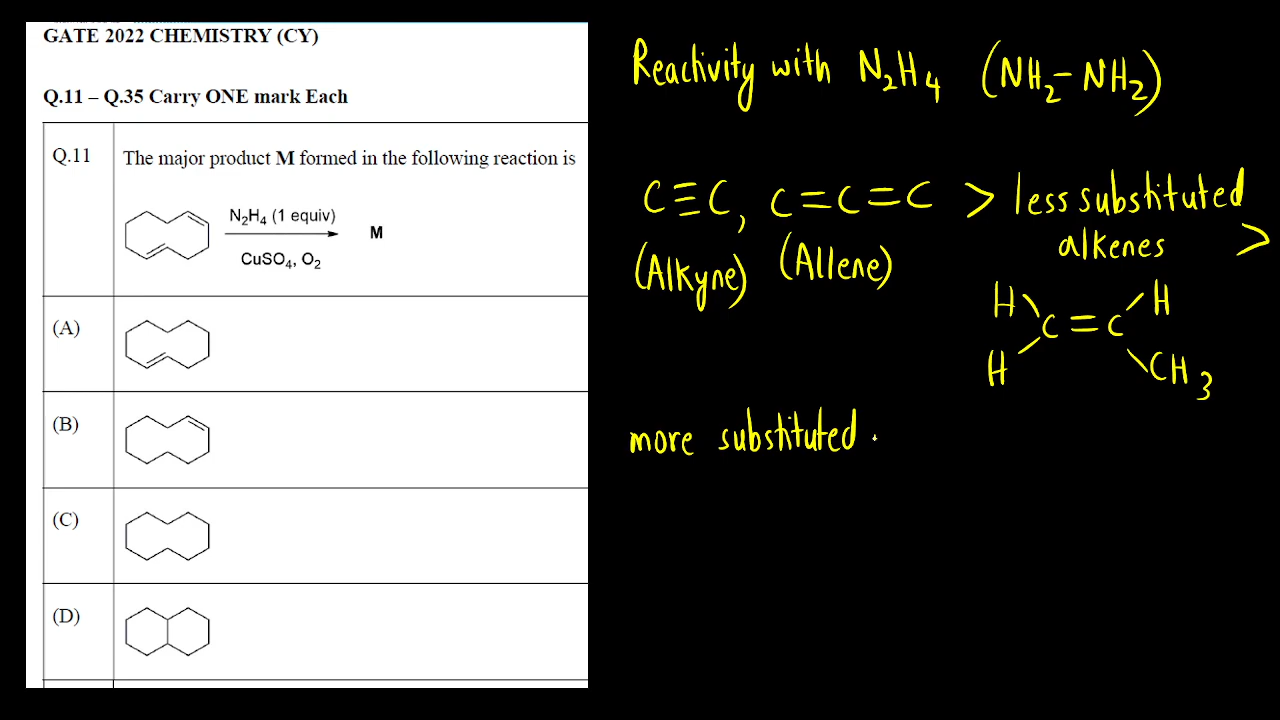 GATE 2022 CHEMISTRY (CY)
Q.11 – Q.35 Carry ONE mark Each
Q.11 The major product M formed in the following reaction is
N₂H₄ (1 equiv)
CuSO₄, O₂
M
(A)
(B)
(C)
(D)
Reactivity with N₂H₄ (NH₂-NH₂)
C≡C, C=C=C > less substituted
(Alkyne) (Allene) alkenes >
H H
C=C
H CH₃
more substituted